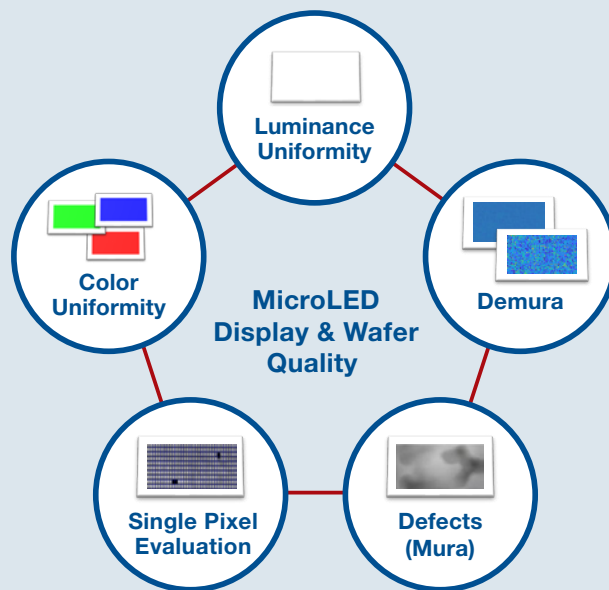 Luminance
Uniformity
Color
Uniformity
Demura
MicroLED
Display & Wafer
Quality
Single Pixel
Evaluation
Defects
(Mura)